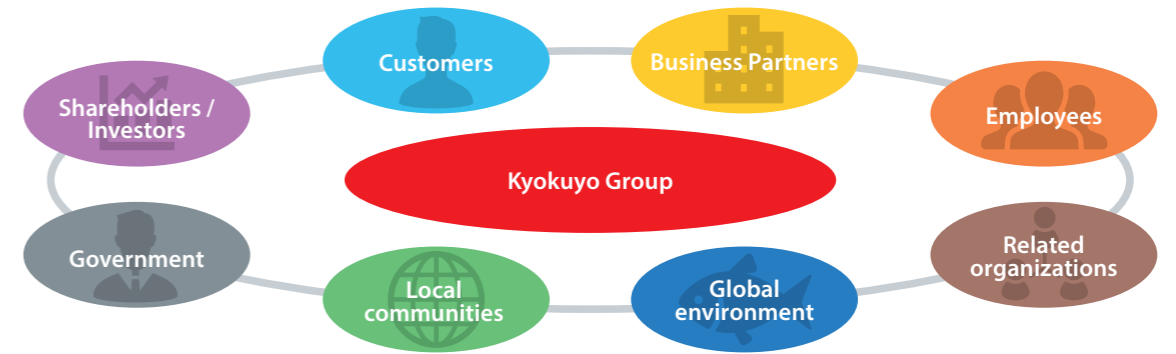 Customers
Business Partners
Shareholders /
Investors
Employees
Kyokuyo Group
Government
Related
organizations
Local
communities
Global
environment